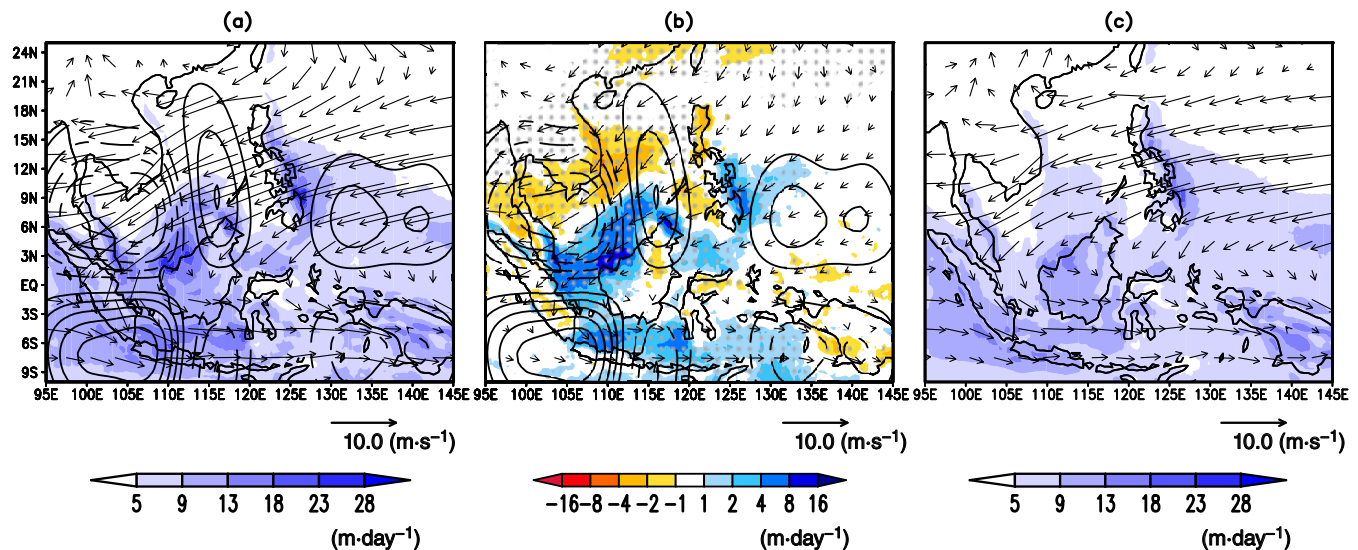 (a) (b) (c)
24N
21N
18N
15N
12N
9N
6N
3N
EQ
3S
6S
9S
95E 100E 105E 110E 115E 120E 125E 130E 135E 140E 145E 95E 100E 105E 110E 115E 120E 125E 130E 135E 140E 145E 95E 100E 105E 110E 115E 120E 125E 130E 135E 140E 145E
10.0 (m·s⁻¹) 10.0 (m·s⁻¹) 10.0 (m·s⁻¹)
5 9 13 18 23 28 -16 -8 -4 -2 -1 1 2 4 8 16 5 9 13 18 23 28
(m·day⁻¹) (m·day⁻¹) (m·day⁻¹)